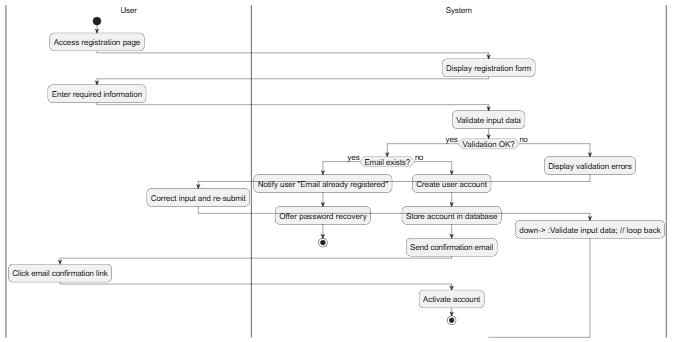 User
System
Access registration page
Display registration form
Enter required information
Validate input data
yes
Validation OK?
no
yes
Email exists?
no
Display validation errors
Notify user "Email already registered"
Create user account
Correct input and re-submit
Offer password recovery
Store account in database
down-> :Validate input data; // loop back
Send confirmation email
Click email confirmation link
Activate account